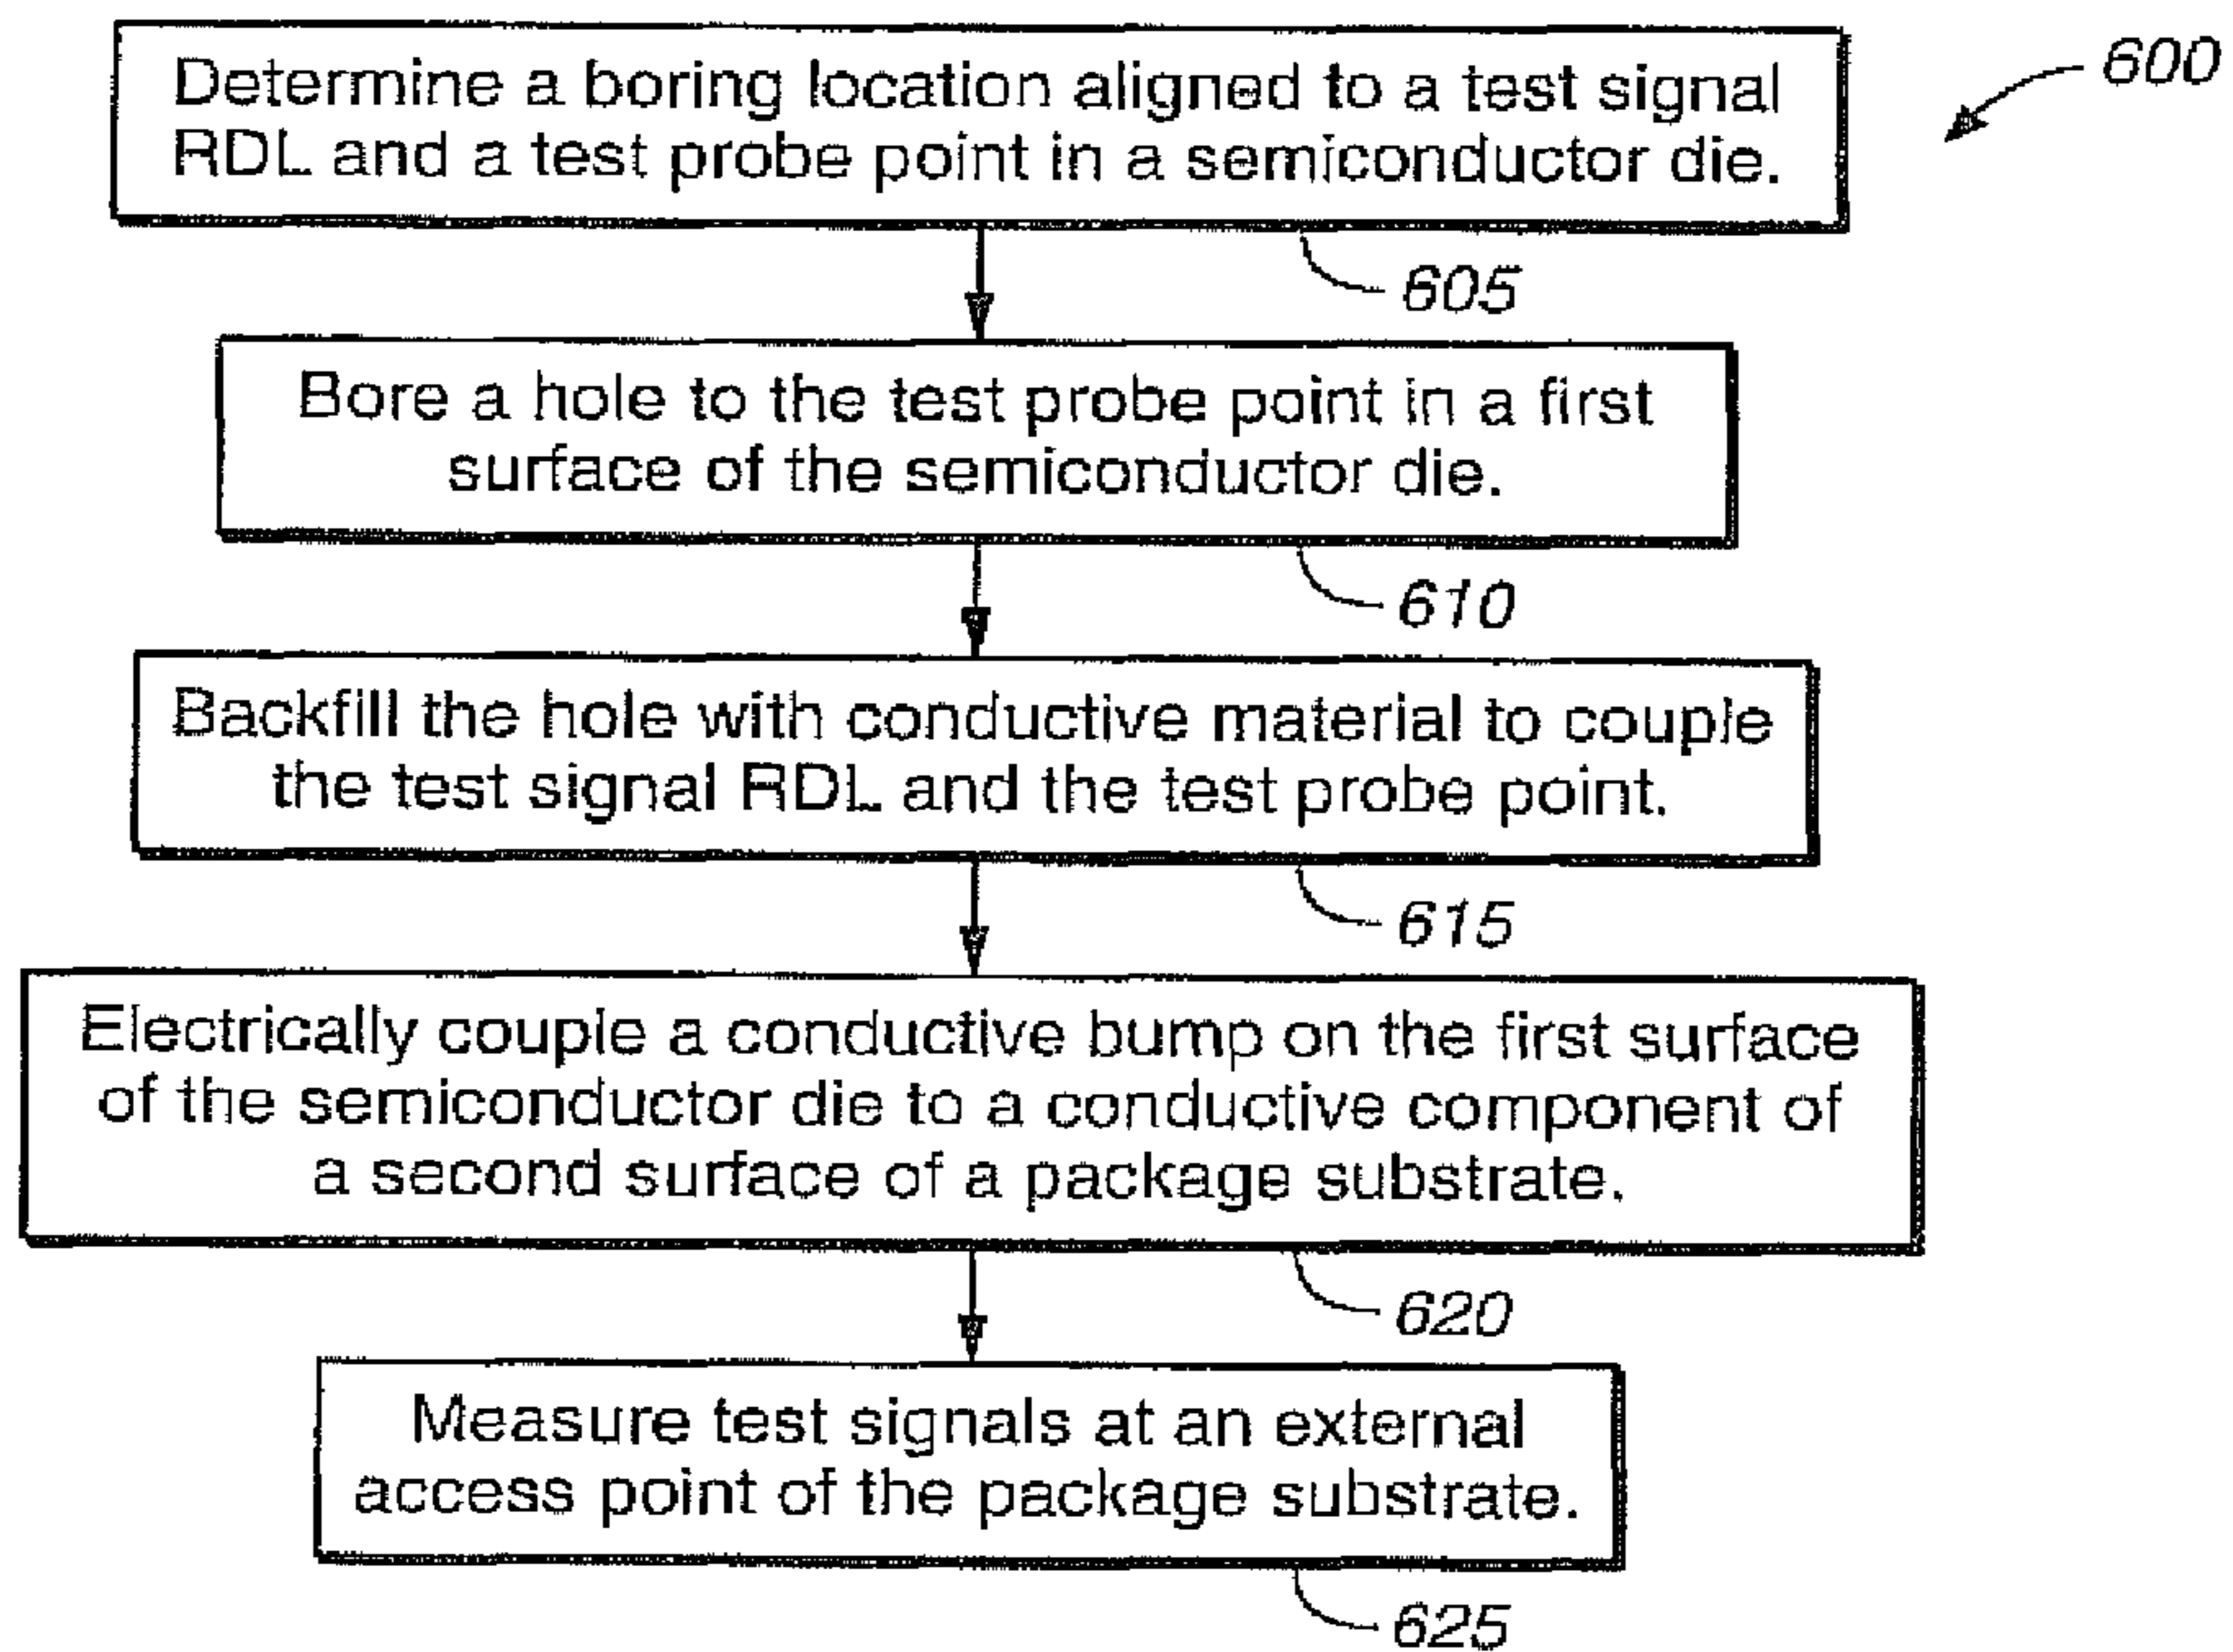 Determine a boring location aligned to a test signal
RDL and a test probe point in a semiconductor die.
600
605
Bore a hole to the test probe point in a first
surface of the semiconductor die.
610
Backfill the hole with conductive material to couple
the test signal RDL and the test probe point.
615
Electrically couple a conductive bump on the first surface
of the semiconductor die to a conductive component of
a second surface of a package substrate.
620
Measure test signals at an external
access point of the package substrate.
625